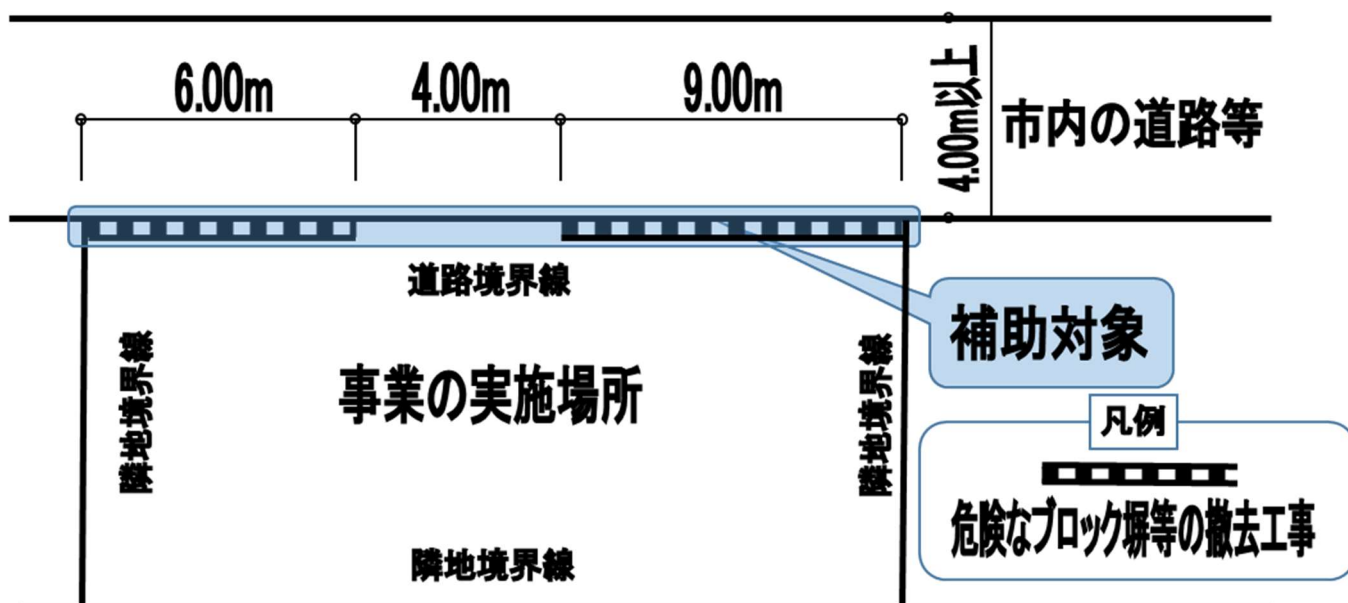 6.00m
4.00m
9.00m
4.00m以上
市内の道路等
道路境界線
補助対象
隣地境界線
事業の実施場所
隣地境界線
凡例
危険なブロック塀等の撤去工事
隣地境界線